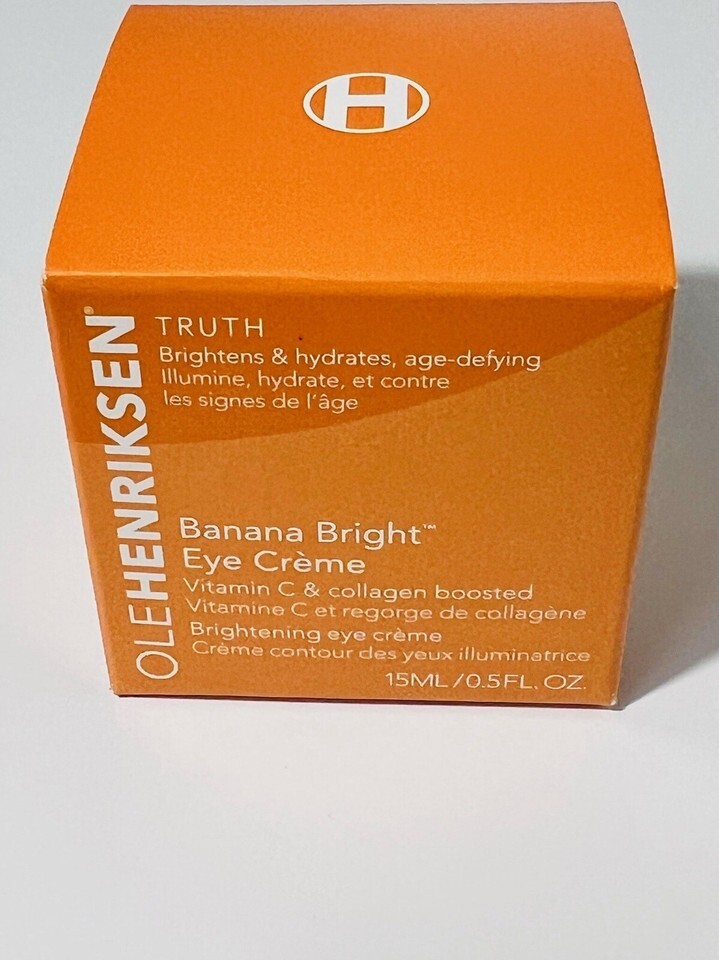 H
OLEHENRIKSEN®
TRUTH
Brightens & hydrates, age-defying
Illumine, hydrate, et contre
les signes de l'âge
Banana Bright™
Eye Crème
Vitamin C & collagen boosted
Vitamine C et regorge de collagène
Brightening eye crème
Crème contour des yeux illuminatrice
15ML/0.5FL. OZ.